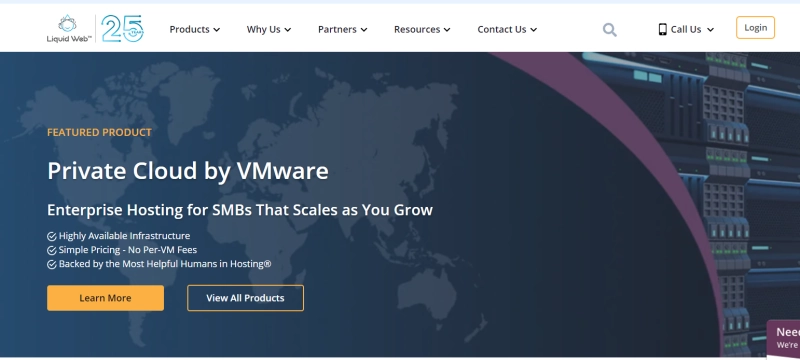 Liquid Web™
25
YEARS
Products
Why Us
Partners
Resources
Contact Us
Call Us
Login
FEATURED PRODUCT
Private Cloud by VMware
Enterprise Hosting for SMBs That Scales as You Grow
Highly Available Infrastructure
Simple Pricing - No Per-VM Fees
Backed by the Most Helpful Humans in Hosting®
Learn More
View All Products
We're